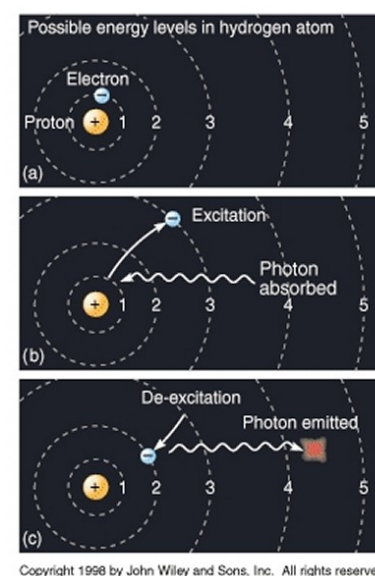 Possible energy levels in hydrogen atom
Electron
Proton + 1 2 3 4 5
(a)
Excitation
Photon
absorbed
+ 1 2 3 4 5
(b)
De-excitation
Photon emitted
+ 1 2 3 4 5
(c)
Copyright 1998 by John Wiley and Sons, Inc. All rights reserve